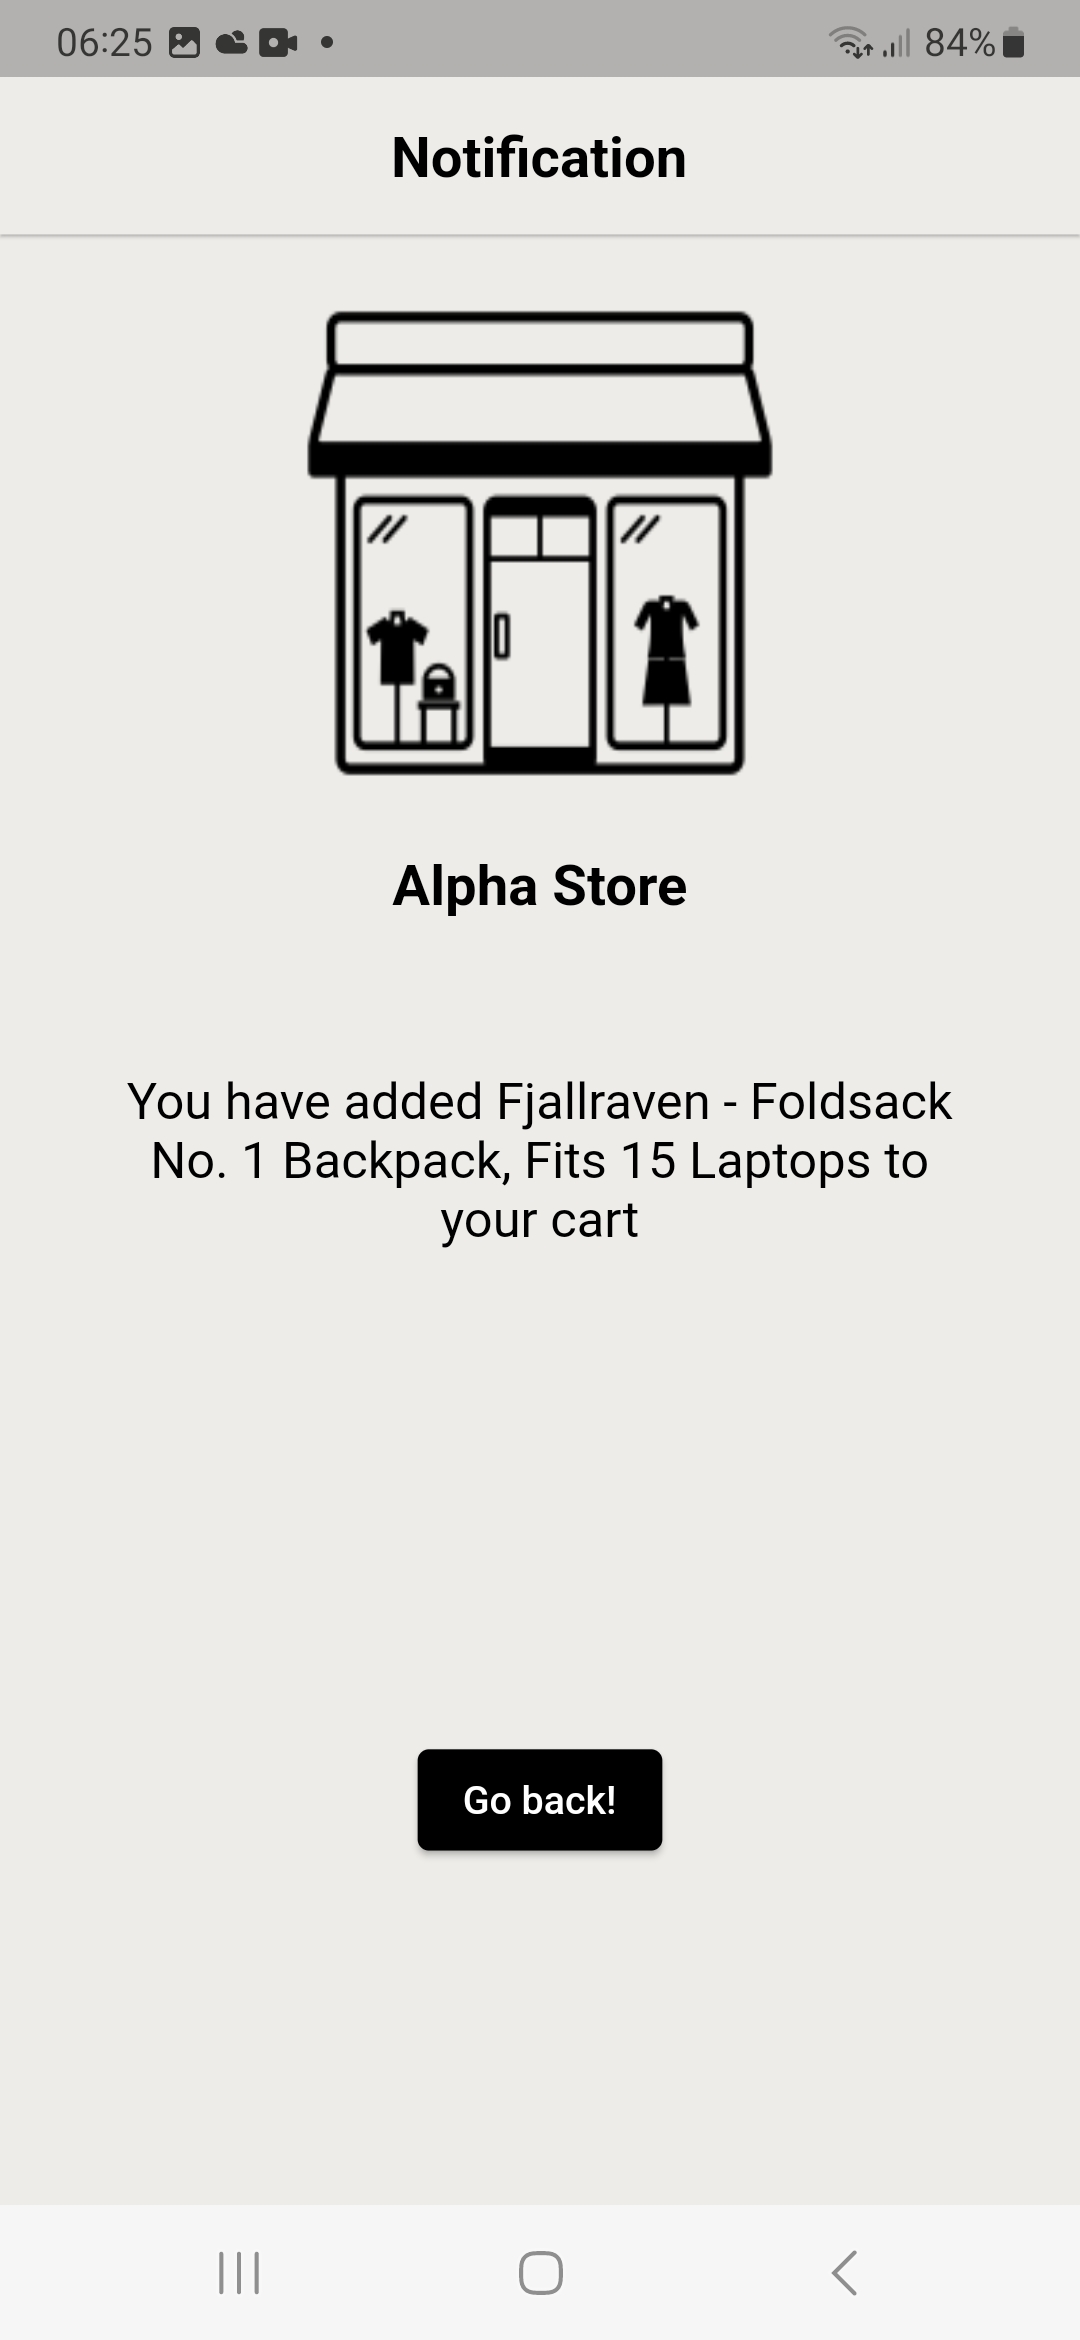 06:25
84%
Notification
Alpha Store
You have added Fjallraven - Foldsack
No. 1 Backpack, Fits 15 Laptops to
your cart
Go back!